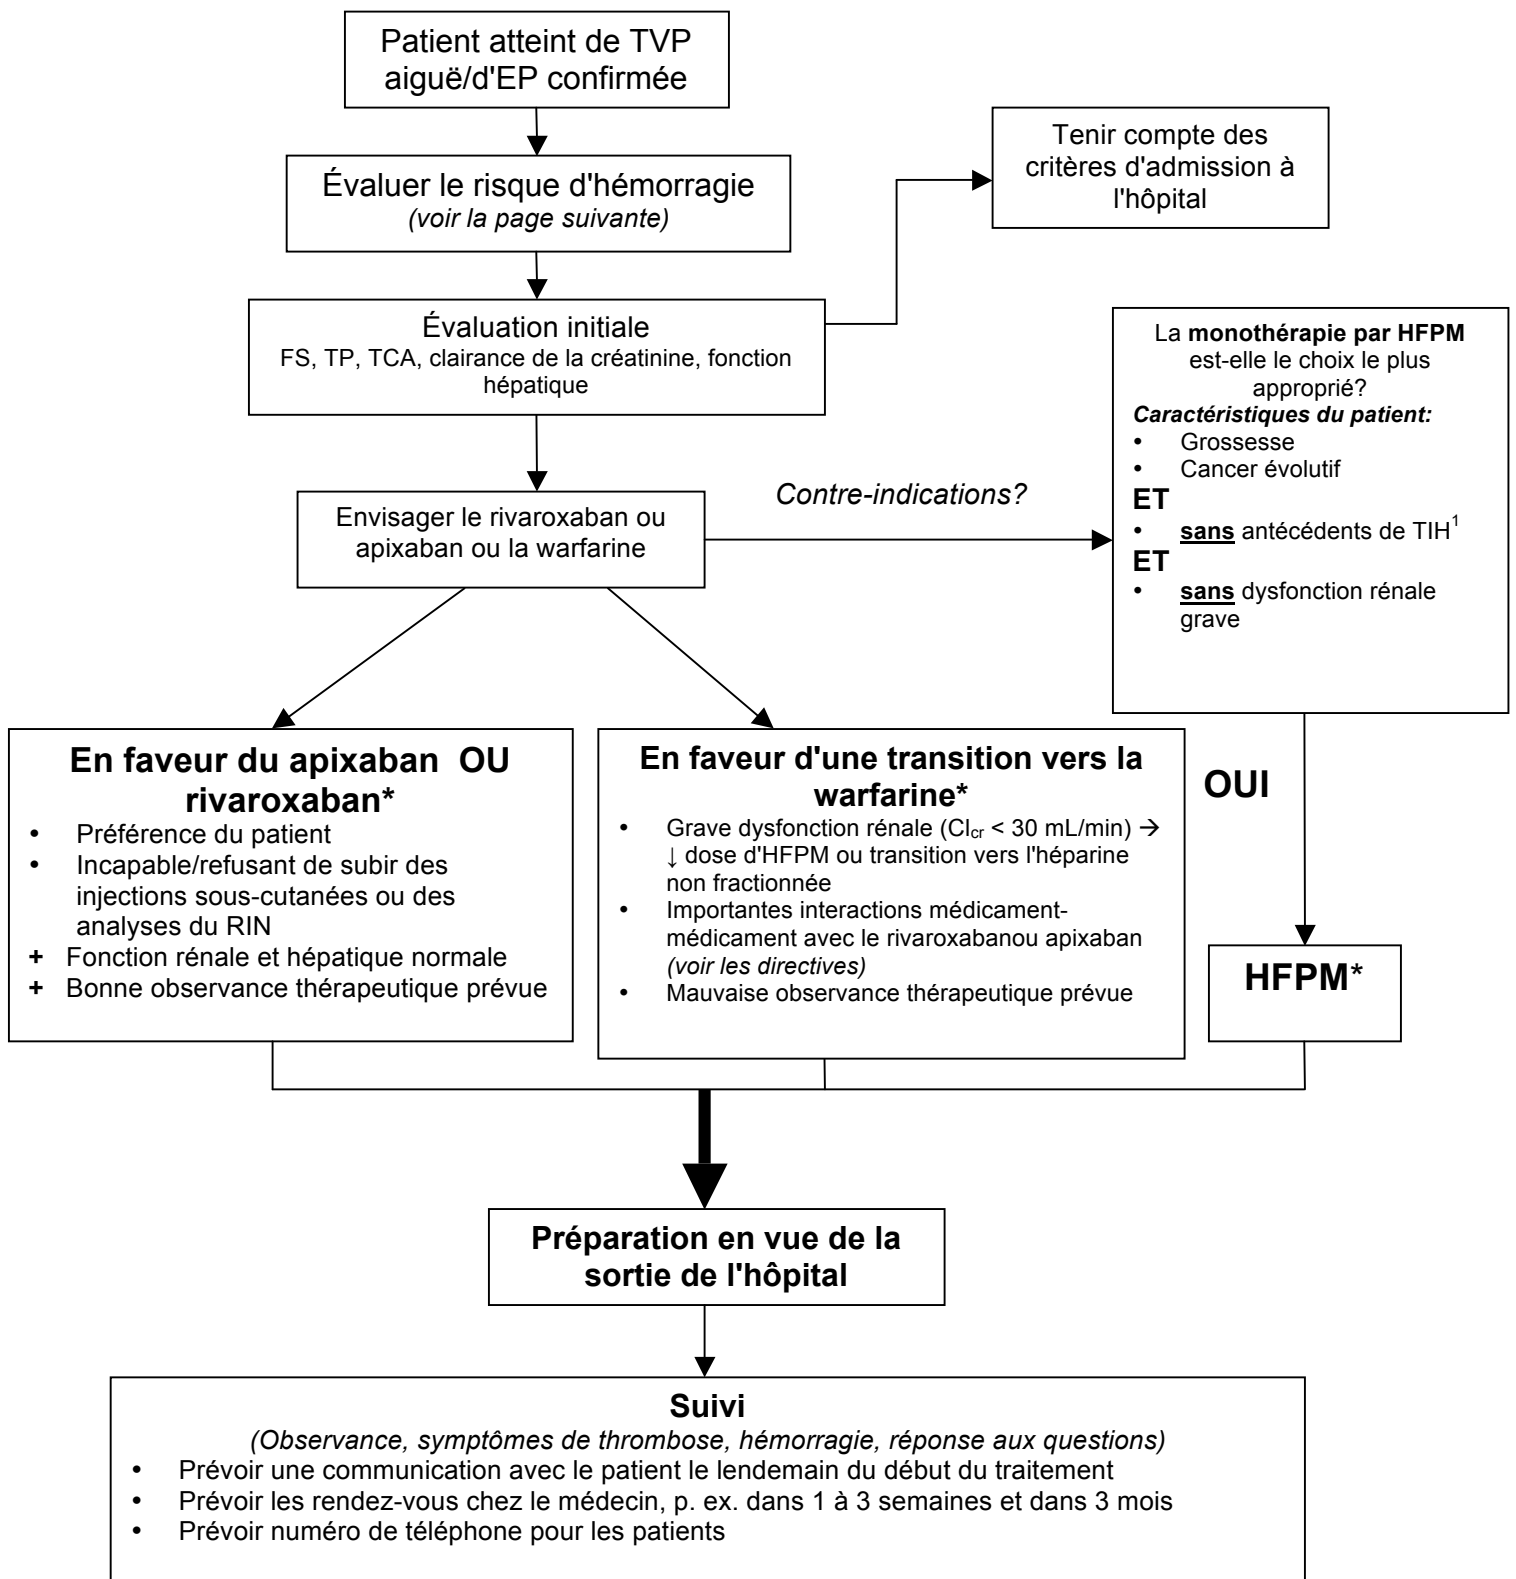 Patient atteint de TVP
aiguë/d'EP confirmée
Tenir compte des
critères d'admission à
l'hôpital
Évaluer le risque d'hémorragie
(voir la page suivante)
Évaluation initiale
FS, TP, TCA, clairance de la créatinine, fonction
hépatique
La monothérapie par HFPM
est-elle le choix le plus
approprié?
Caractéristiques du patient:
• Grossesse
• Cancer évolutif
ET
• sans antécédents de TIH1
ET
• sans dysfonction rénale
grave
Contre-indications?
Envisager le rivaroxaban ou
apixaban ou la warfarine
En faveur du apixaban OU
rivaroxaban*
• Préférence du patient
• Incapable/refusant de subir des
injections sous-cutanées ou des
analyses du RIN
+ Fonction rénale et hépatique normale
+ Bonne observance thérapeutique prévue
En faveur d'une transition vers la
warfarine*
• Grave dysfonction rénale (Clcr < 30 mL/min) →
↓ dose d'HFPM ou transition vers l'héparine
non fractionnée
• Importantes interactions médicament-
médicament avec le rivaroxabanou apixaban
(voir les directives)
• Mauvaise observance thérapeutique prévue
OUI
HFPM*
Préparation en vue de la
sortie de l'hôpital
Suivi
(Observance, symptômes de thrombose, hémorragie, réponse aux questions)
• Prévoir une communication avec le patient le lendemain du début du traitement
• Prévoir les rendez-vous chez le médecin, p. ex. dans 1 à 3 semaines et dans 3 mois
• Prévoir numéro de téléphone pour les patients